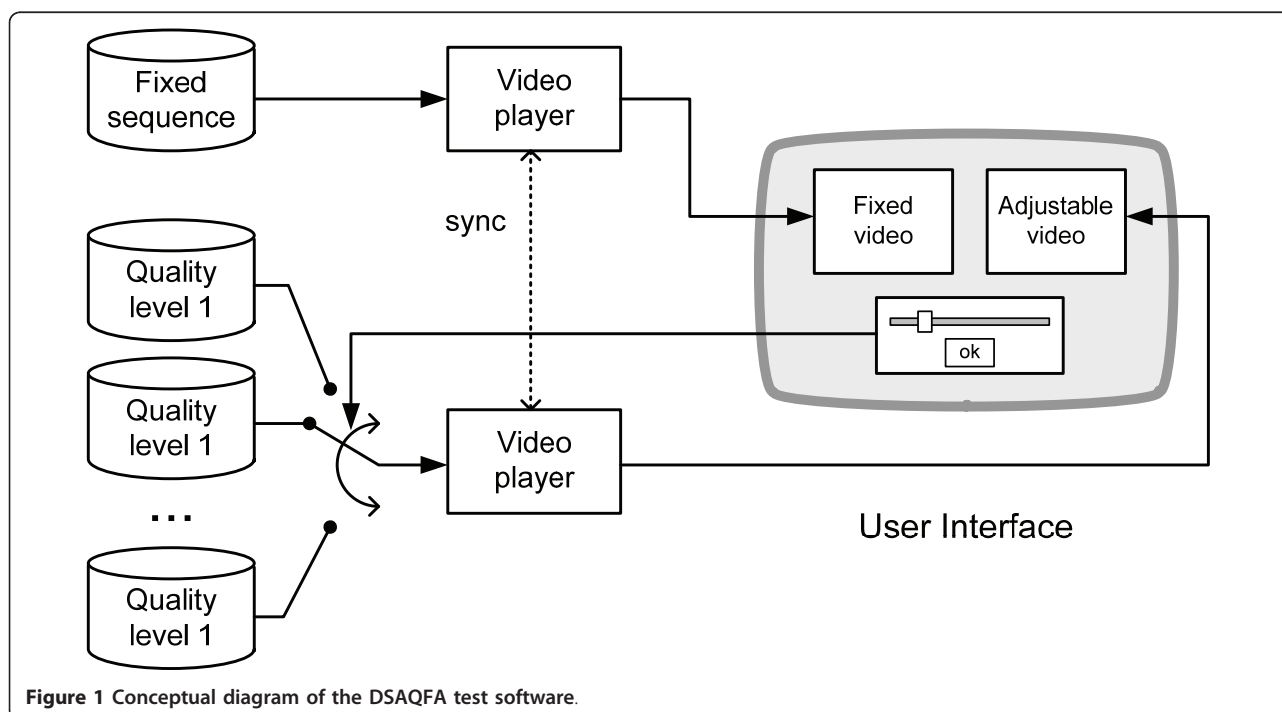 Fixed
sequence
Video
player
Fixed
video
Adjustable
video
sync
Quality
level 1
ok
Quality
level 1
Video
player
...
Quality
level 1
User Interface
Figure 1 Conceptual diagram of the DSAQFA test software.